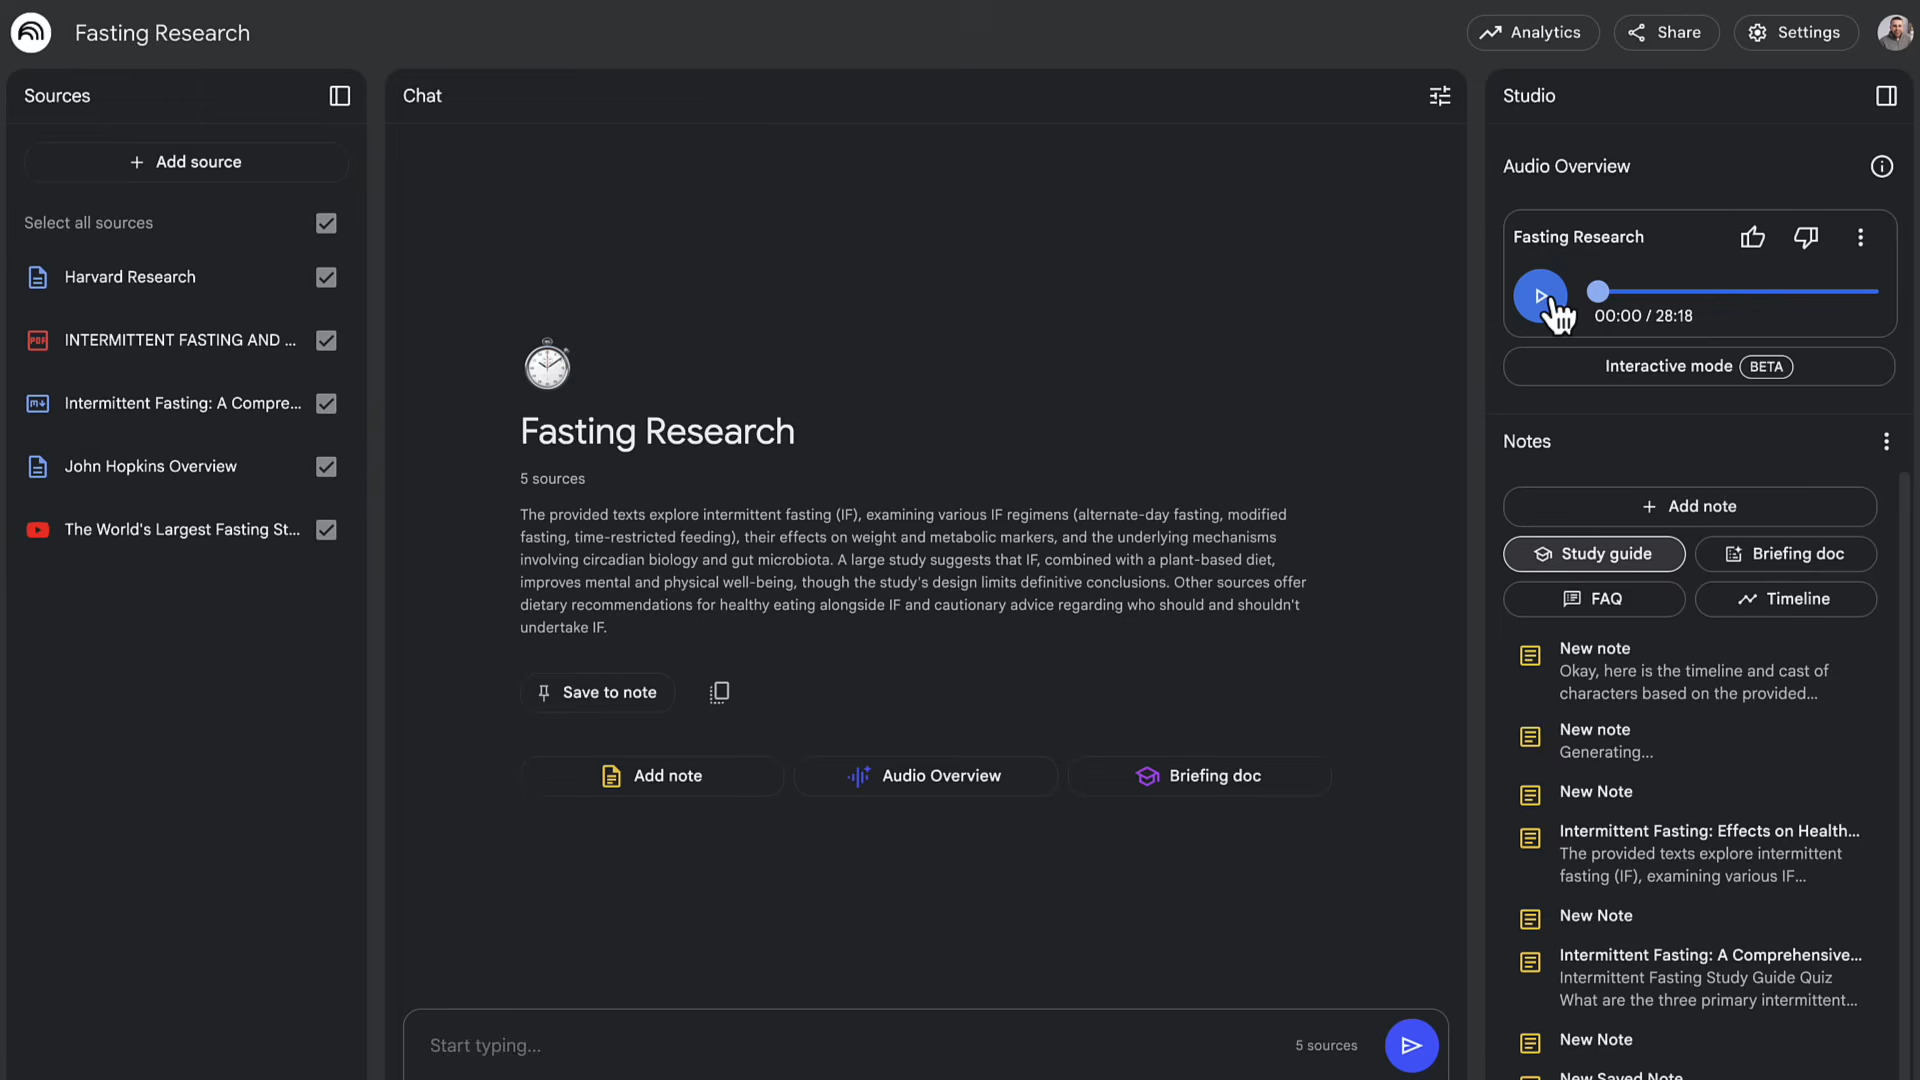 Fasting Research
Analytics
Share
Settings
Sources
Add source
Select all sources
Harvard Research
PDF
INTERMITTENT FASTING AND ...
M
Intermittent Fasting: A Compre...
John Hopkins Overview
The World's Largest Fasting St...
Chat
Fasting Research
5 sources
The provided texts explore intermittent fasting (IF), examining various IF regimens (alternate-day fasting, modified
fasting, time-restricted feeding), their effects on weight and metabolic markers, and the underlying mechanisms
involving circadian biology and gut microbiota. A large study suggests that IF, combined with a plant-based diet,
improves mental and physical well-being, though the study's design limits definitive conclusions. Other sources offer
dietary recommendations for healthy eating alongside IF and cautionary advice regarding who should and shouldn't
undertake IF.
Save to note
Add note
Audio Overview
Briefing doc
Start typing...
5 sources
Studio
Audio Overview
Fasting Research
00:00 / 28:18
Interactive mode BETA
Notes
Add note
Study guide
Briefing doc
FAQ
Timeline
New note
Okay, here is the timeline and cast of
characters based on the provided...
New note
Generating...
New Note
Intermittent Fasting: Effects on Health...
The provided texts explore intermittent
fasting (IF), examining various IF...
New Note
Intermittent Fasting: A Comprehensive...
Intermittent Fasting Study Guide Quiz
What are the three primary intermittent...
New Note
New Saved Note